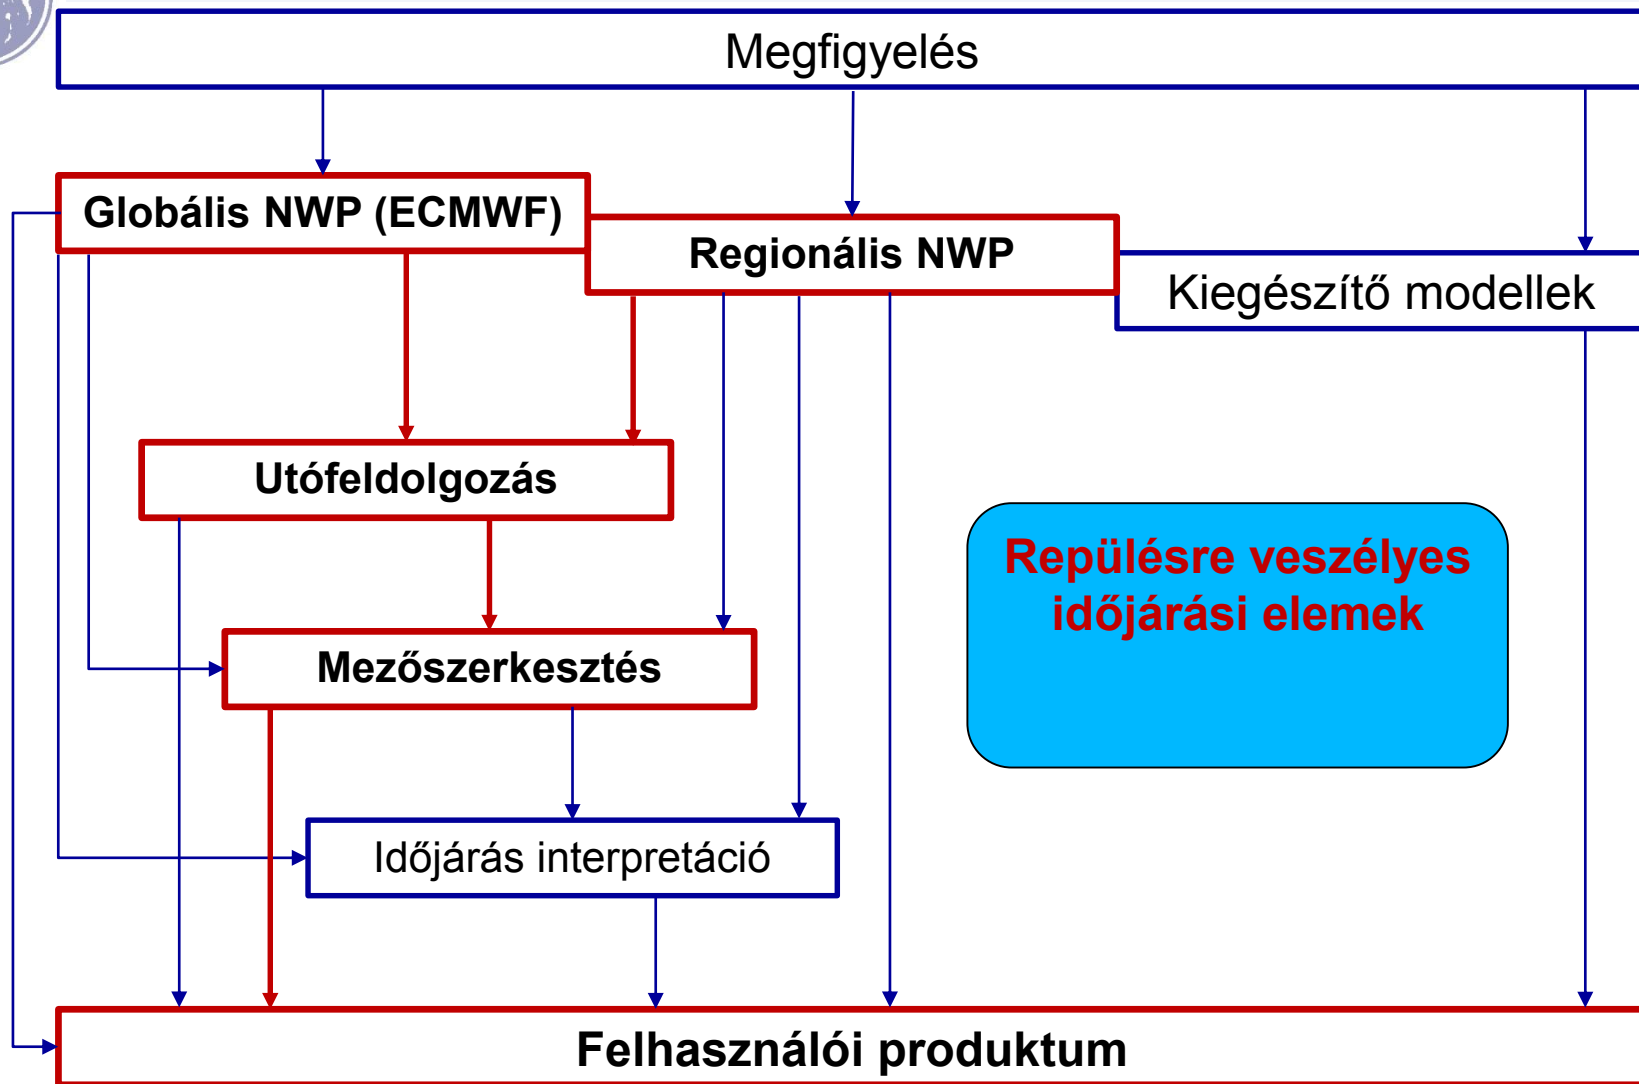 Megfigyelés
Globális NWP (ECMWF)
Regionális NWP
Kiegészítő modellek
Utófeldolgozás
Repülésre veszélyes
időjárási elemek
Mezőszerkesztés
Időjárás interpretáció
Felhasználói produktum